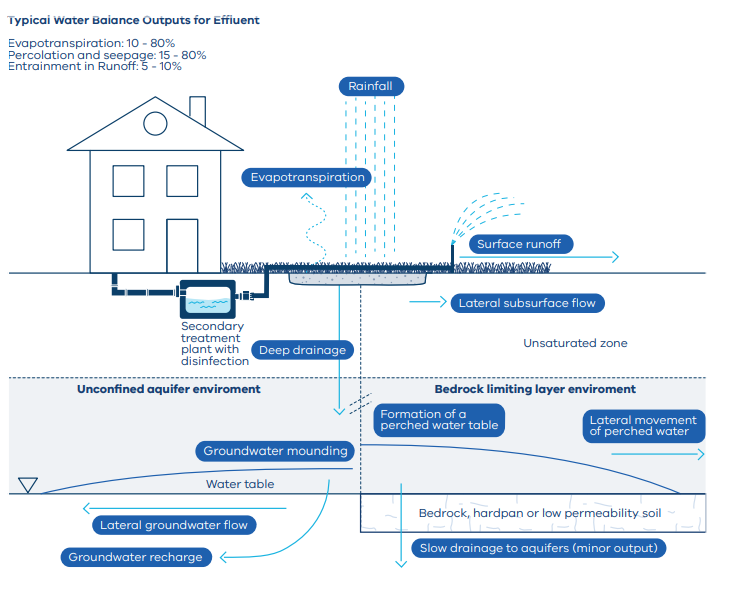 Typical Water Balance Outputs for Effluent
Evapotranspiration: 10 - 80%
Percolation and seepage: 15 - 80%
Entrainment in Runoff: 5 - 10%
Rainfall
Evapotranspiration
Surface runoff
Lateral subsurface flow
Secondary
treatment
plant with
disinfection
Deep drainage
Unsaturated zone
Unconfined aquifer enviroment
Bedrock limiting layer enviroment
Formation of a
perched water table
Lateral movement
of perched water
Groundwater mounding
Water table
Bedrock, hardpan or low permeability soil
Lateral groundwater flow
Slow drainage to aquifers (minor output)
Groundwater recharge